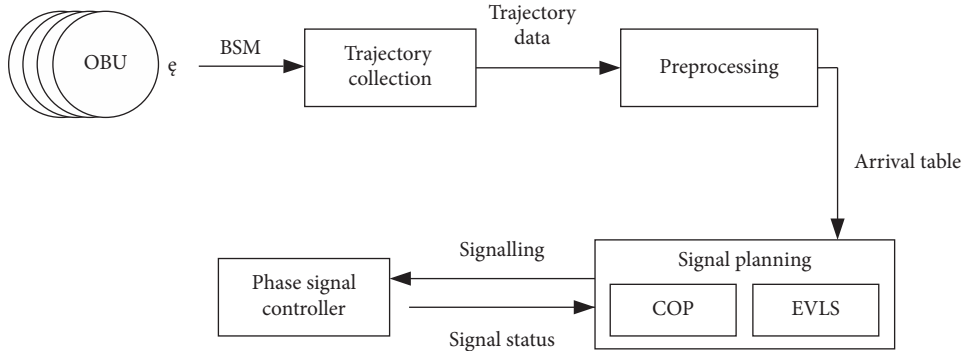 OBU
ę
BSM
Trajectory
collection
Trajectory
data
Preprocessing
Arrival table
Signal planning
COP
EVLS
Signalling
Phase signal
controller
Signal status